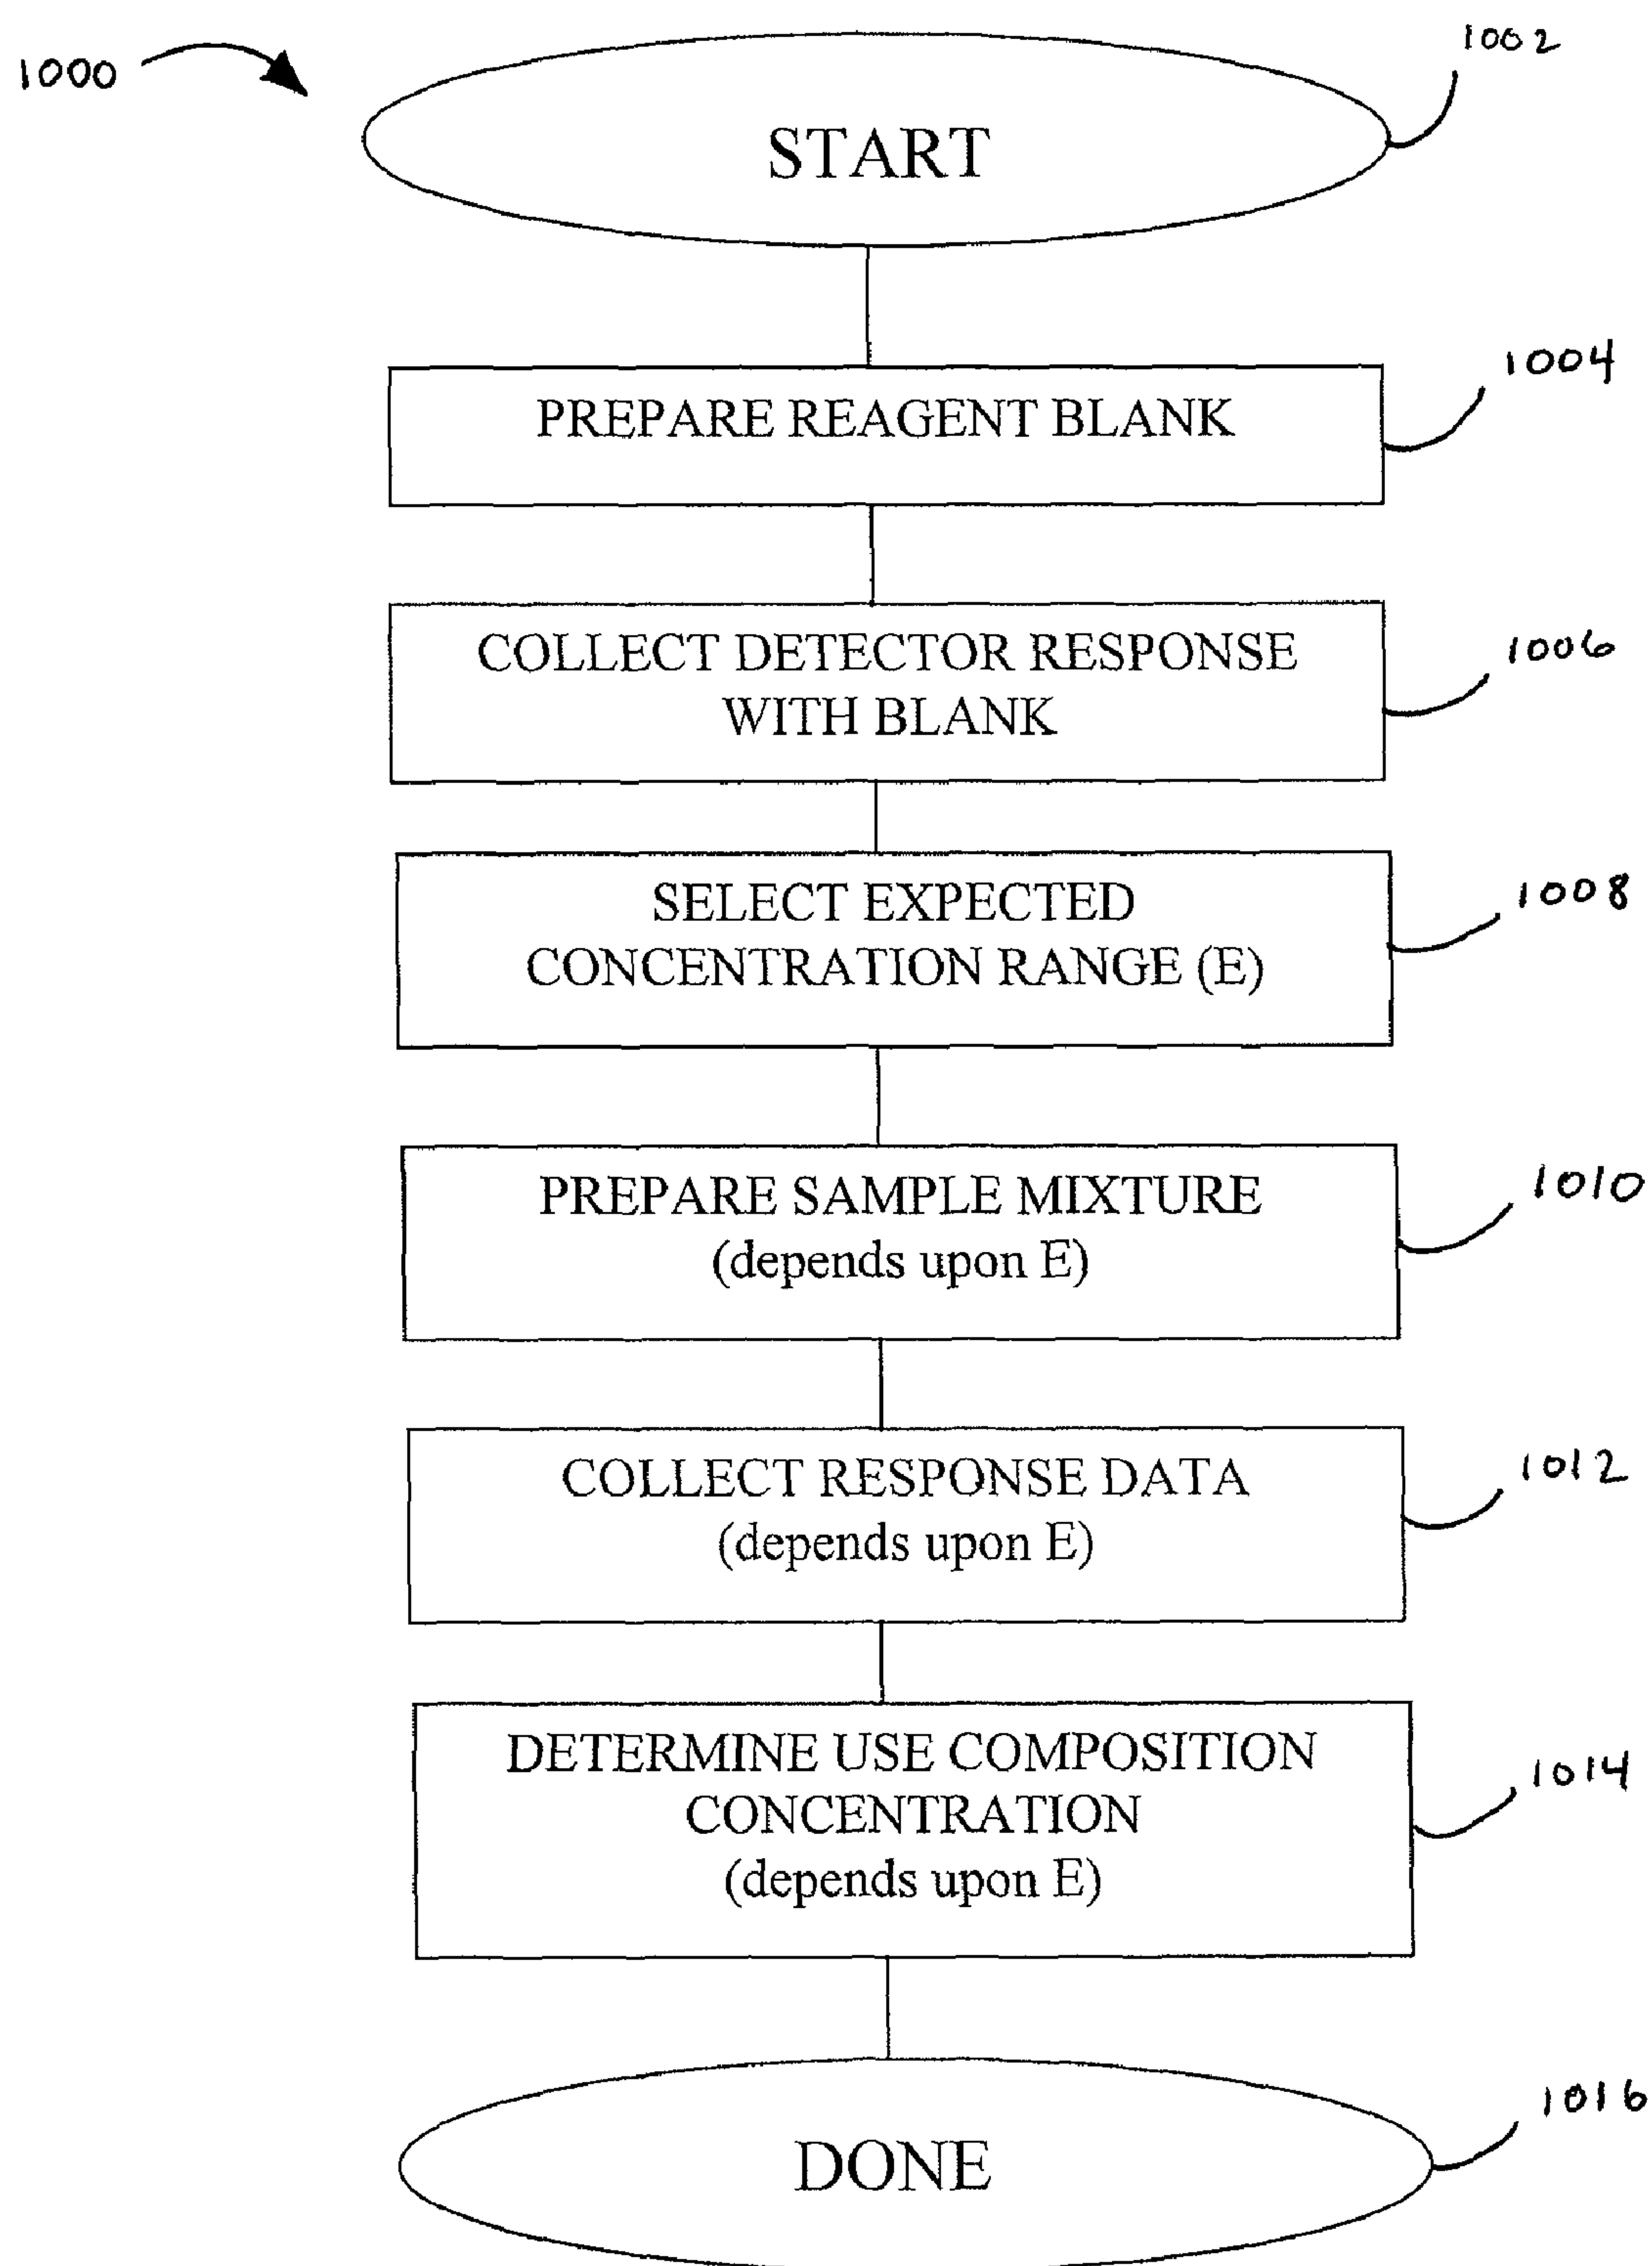 1000
1002
START
1004
PREPARE REAGENT BLANK
1006
COLLECT DETECTOR RESPONSE
WITH BLANK
1008
SELECT EXPECTED
CONCENTRATION RANGE (E)
1010
PREPARE SAMPLE MIXTURE
(depends upon E)
1012
COLLECT RESPONSE DATA
(depends upon E)
1014
DETERMINE USE COMPOSITION
CONCENTRATION
(depends upon E)
1016
DONE